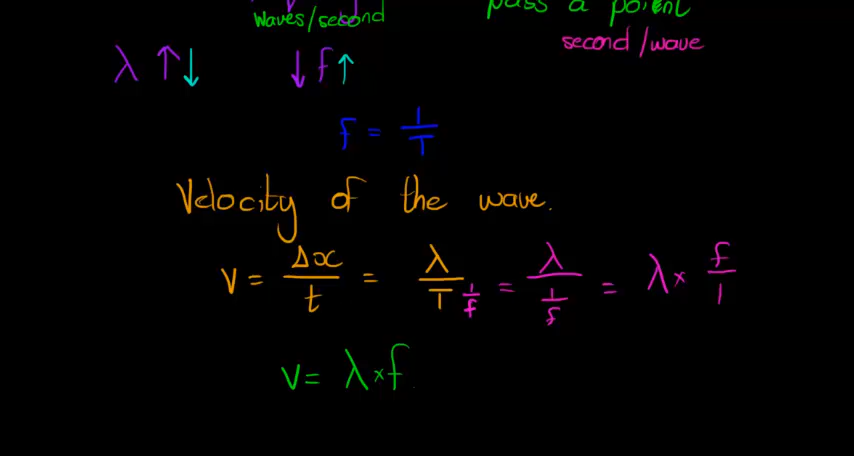 pass a point
waves/second
second/wave
λ ↑↓ ↓ f ↑
f = 1/T
Velocity of the wave.
v = Δx/t = λ/T 1/f = λ/(1/f) = λ × f/1
v = λ × f